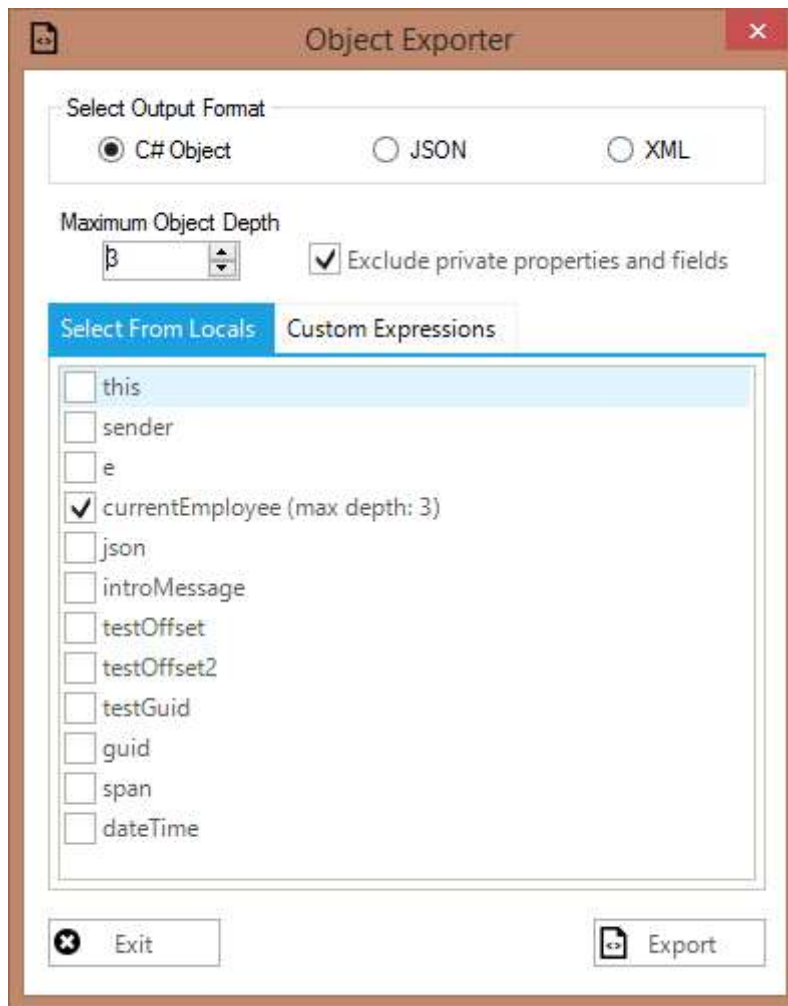 Object Exporter
Select Output Format
C# Object JSON XML
Maximum Object Depth
3 Exclude private properties and fields
Select From Locals Custom Expressions
this
sender
e
currentEmployee (max depth: 3)
json
introMessage
testOffset
testOffset2
testGuid
guid
span
dateTime
Exit Export